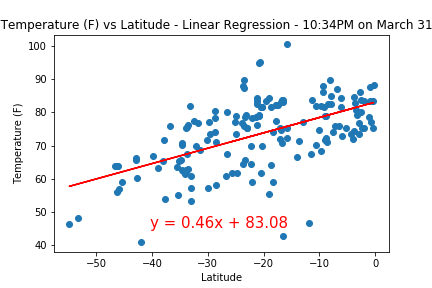 Temperature (F) vs Latitude - Linear Regression - 10:34PM on March 31
100
90
80
70
60
50
40
Temperature (F)
y = 0.46x + 83.08
−50 −40 −30 −20 −10 0
Latitude